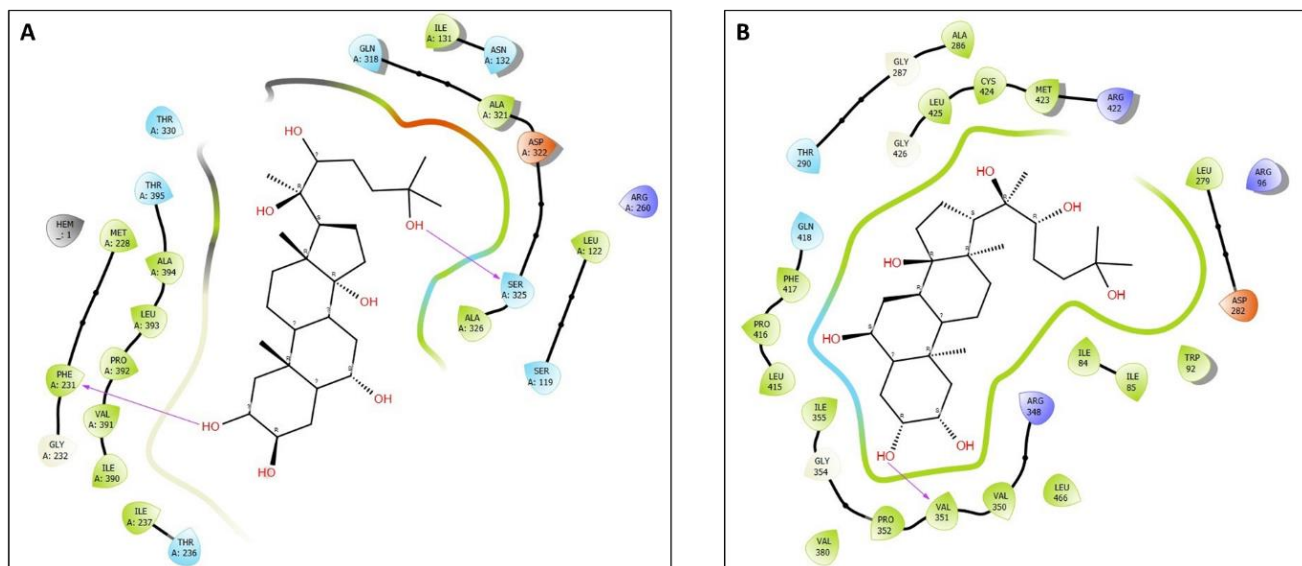 A
ILE
A: 131
GLN
A: 318
ASN
A: 132
ALA
A: 321
ASP
A: 322
THR
A: 330
ARG
A: 260
THR
A: 395
HEM
_: 1
MET
A: 228
LEU
A: 122
ALA
A: 394
SER
A: 325
ALA
A: 326
LEU
A: 393
PRO
A: 392
SER
A: 119
PHE
A: 231
VAL
A: 391
GLY
A: 232
ILE
A: 390
ILE
A: 237
THR
A: 236
HO
?
R
HO
S
OH
R
R
OH
?
?
R
?
S
OH
?
HO
R
HO
B
ALA
286
GLY
287
CYS
424
MET
423
LEU
425
ARG
422
GLY
426
THR
290
LEU
279
ARG
96
GLN
418
PHE
417
ASP
282
PRO
416
LEU
415
ILE
84
ILE
85
TRP
92
ARG
348
ILE
355
GLY
354
LEU
466
VAL
350
VAL
351
PRO
352
VAL
380
HO
R
R
OH
S
R
HO
R
OH
R
?
HO
S
?
R
R
S
OH
HO